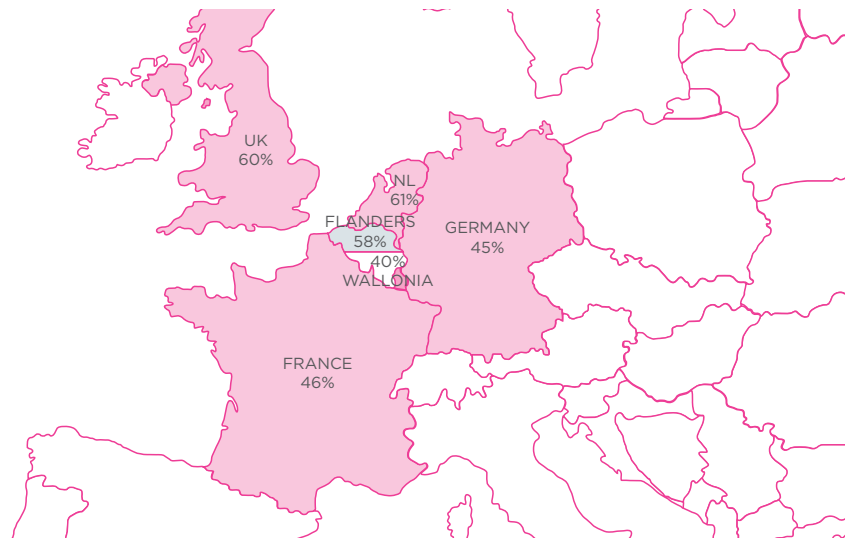 UK
60%
NL
61%
FLANDERS
58%
GERMANY
45%
40%
WALLONIA
FRANCE
46%